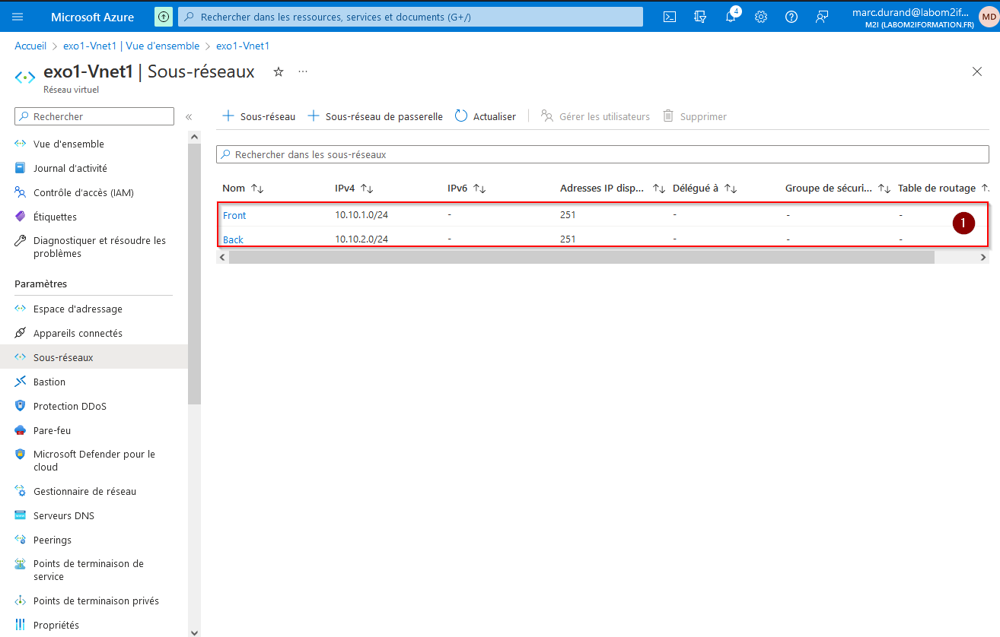 Microsoft Azure
Rechercher dans les ressources, services et documents (G+/)
4
marc.durand@labom2if...
M2I (LABOM2IFORMATION.FR)
MD
Accueil > exo1-Vnet1 | Vue d'ensemble > exo1-Vnet1
exo1-Vnet1 | Sous-réseaux
Réseau virtuel
Rechercher
Vue d'ensemble
Journal d'activité
Contrôle d'accès (IAM)
Étiquettes
Diagnostiquer et résoudre les
problèmes
Paramètres
Espace d'adressage
Appareils connectés
Sous-réseaux
Bastion
Protection DDoS
Pare-feu
Microsoft Defender pour le
cloud
Gestionnaire de réseau
Serveurs DNS
Peerings
Points de terminaison de
service
Points de terminaison privés
Propriétés
Sous-réseau Sous-réseau de passerelle Actualiser Gérer les utilisateurs Supprimer
Rechercher dans les sous-réseaux
Nom IPv4 IPv6 Adresses IP disp... Délégué à Groupe de sécuri... Table de routage
Front 10.10.1.0/24 - 251 - - -
1
Back 10.10.2.0/24 - 251 - - -